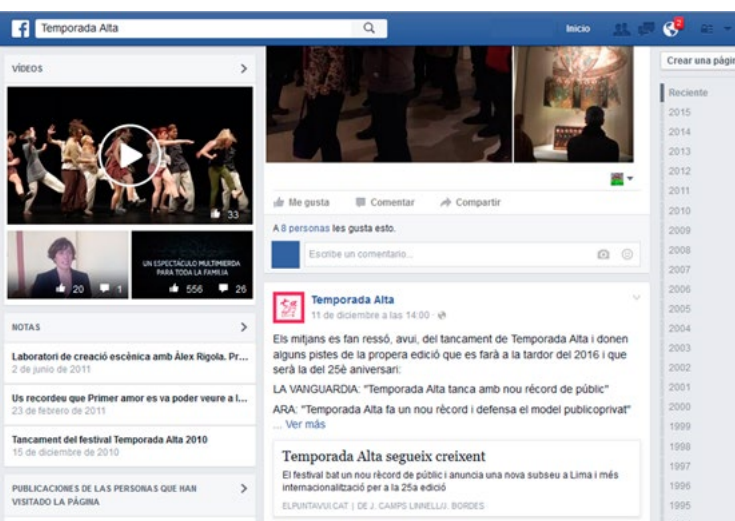 Temporada Alta
Inicio
2
VÍDEOS
33
20
1
UN ESPECTÁCULO MULTIMIERDA
PARA TODA LA FAMILIA
556
26
NOTAS
Laboratori de creació escènica amb Àlex Rigola. Pr...
2 de junio de 2011
Us recordeu que Primer amor es va poder veure a l...
23 de febrero de 2011
Tancament del festival Temporada Alta 2010
15 de diciembre de 2010
PUBLICACIONES DE LAS PERSONAS QUE HAN
VISITADO LA PÁGINA
Me gusta
Comentar
Compartir
A 8 personas les gusta esto.
Escribe un comentario...
Temporada Alta
11 de diciembre a las 14:00
Els mitjans es fan ressó, avui, del tancament de Temporada Alta i donen
alguns pistes de la propera edició que es farà a la tardor del 2016 i que
serà la del 25è aniversari:
LA VANGUARDIA: "Temporada Alta tanca amb nou rècord de públic"
ARA: "Temporada Alta fa un nou rècord i defensa el model publicoprivat"
... Ver más
Temporada Alta segueix creixent
El festival bat un nou rècord de públic i anuncia una nova subseu a Lima i més
internacionalització per a la 25a edició
ELPUNTAVUI.CAT | DE J. CAMPS LINNELL/J. BORDES
Crear una págin
Reciente
2015
2014
2013
2012
2011
2010
2009
2008
2007
2006
2005
2004
2003
2002
2001
2000
1999
1998
1997
1996
1995